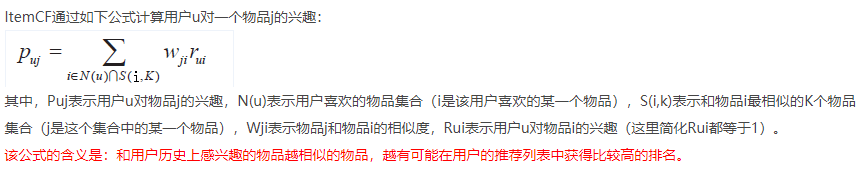 ItemCF通过如下公式计算用户u对一个物品j的兴趣：
p_{uj} = \sum_{i∈N(u)∩S(i,K)} w_{ji} r_{ui}
其中，Puj表示用户u对物品j的兴趣，N(u)表示用户喜欢的物品集合（i是该用户喜欢的某一个物品），S(i,k)表示和物品i最相似的K个物品
集合（j是这个集合中的某一个物品），Wji表示物品j和物品i的相似度，Rui表示用户u对物品i的兴趣（这里简化Rui都等于1）。
该公式的含义是：和用户历史上感兴趣的物品越相似的物品，越有可能在用户的推荐列表中获得比较高的排名。